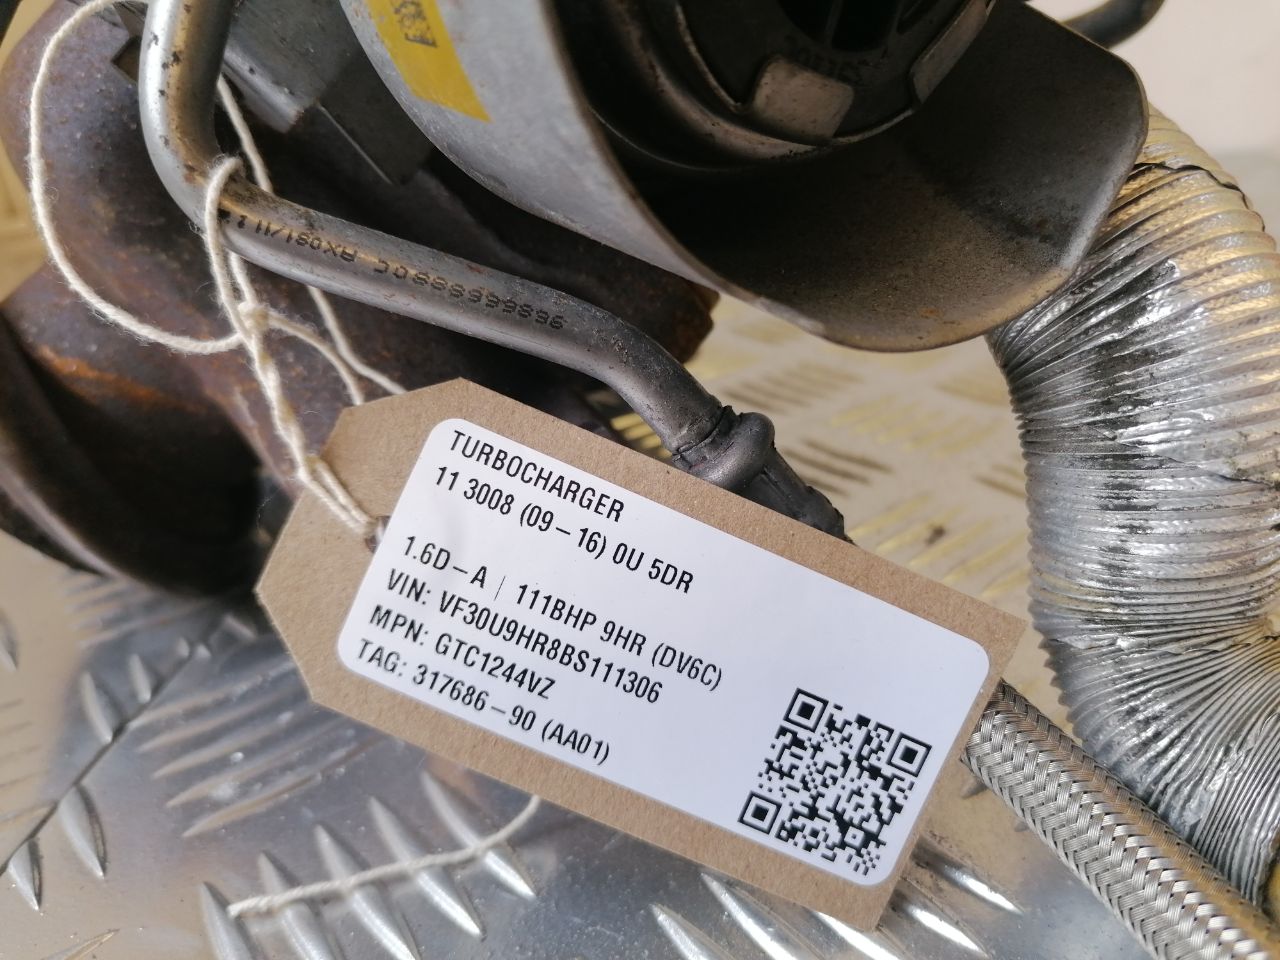 TURBOCHARGER
11 3008 (09-16) 0U 5DR
1.6D-A | 111BHP 9HR (DV6C)
VIN: VF30U9HR8BS111306
MPN: GTC1244VZ
TAG: 317686-90 (AA01)